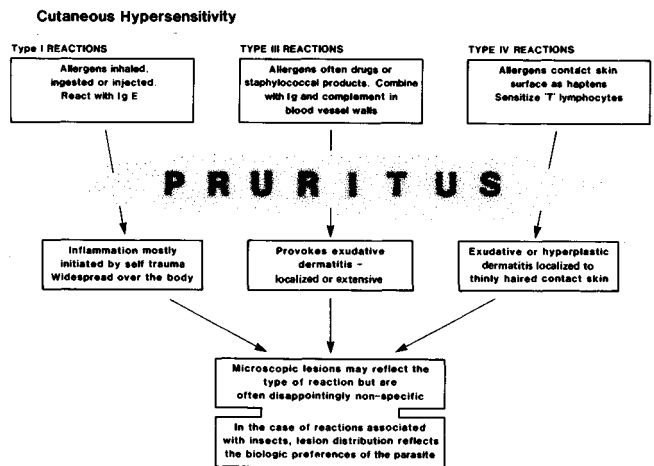 Cutaneous Hypersensitivity
Type I REACTIONS
TYPE III REACTIONS
TYPE IV REACTIONS
Allergens inhaled,
ingested or injected.
React with Ig E
Allergens often drugs or
staphylococcal products. Combine
with Ig and complement in
blood vessel walls
Allergens contact skin
surface as haptens
Sensitize 'T' lymphocytes
PRURITUS
Inflammation mostly
initiated by self trauma
Widespread over the body
Provokes exudative
dermatitis -
localized or extensive
Exudative or hyperplastic
dermatitis localized to
thinly haired contact skin
Microscopic lesions may reflect the
type of reaction but are
often disappointingly non-specific
In the case of reactions associated
with insects, lesion distribution reflects
the biologic preferences of the parasite